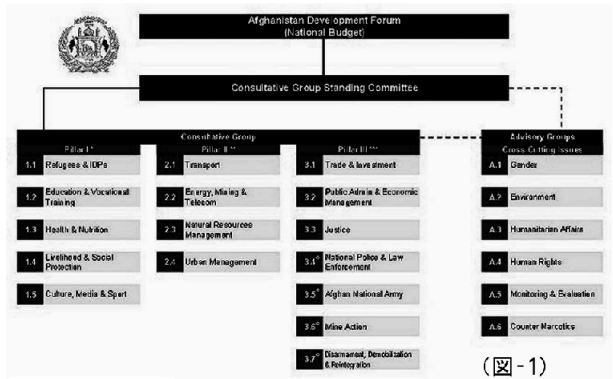 Afghanistan Development Forum
(National Budget)
Consultative Group Standing Committee
Consultative Group
Pillar I *
Pillar II **
Pillar III ***
Advisory Groups
Cross Cutting Issues
1.1 Refugees & IDPs
1.2 Education & Vocational
Training
1.3 Health & Nutrition
1.4 Livelihood & Social
Protection
1.5 Culture, Media & Sport
2.1 Transport
2.2 Energy, Mining &
Telecom
2.3 Natural Resources
Management
2.4 Urban Management
3.1 Trade & Investment
3.2 Public Admin & Economic
Management
3.3 Justice
3.4° National Police & Law
Enforcement
3.5° Afghan National Army
3.6° Mine Action
3.7° Disarmament, Demobilization
& Reintegration
A.1 Gender
A.2 Environment
A.3 Humanitarian Affairs
A.4 Human Rights
A.5 Monitoring & Evaluation
A.6 Counter Narcotics
(図-1)